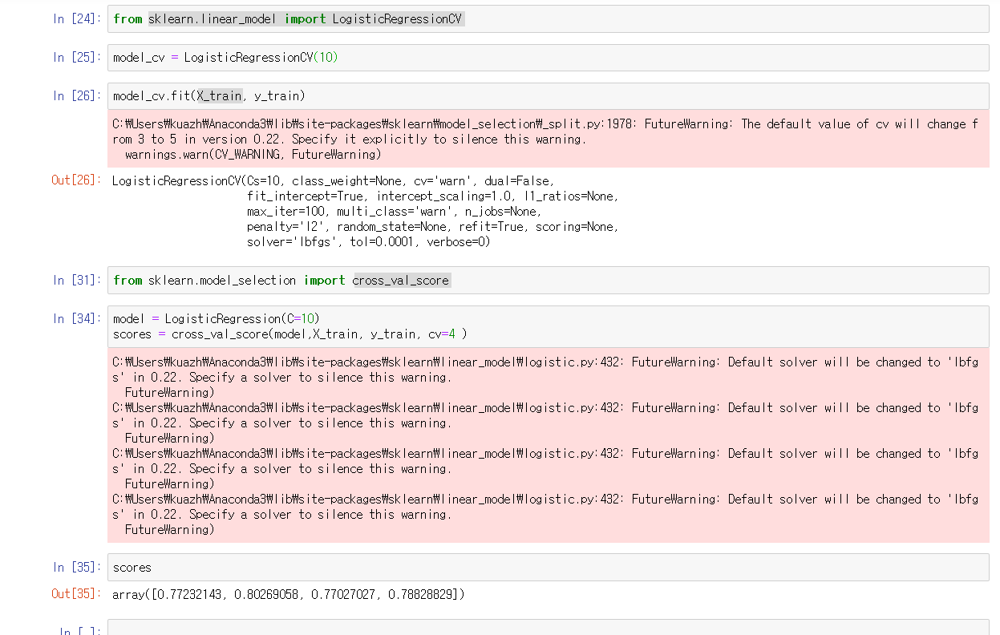 In [24]: from sklearn.linear_model import LogisticRegressionCV
In [25]: model_cv = LogisticRegressionCV(10)
In [26]: model_cv.fit(X_train, y_train)
C:₩Users₩kuazh₩Anaconda3₩lib₩site-packages₩sklearn₩model_selection₩_split.py:1978: FutureWarning: The default value of cv will change f
rom 3 to 5 in version 0.22. Specify it explicitly to silence this warning.
warnings.warn(CV_WARNING, FutureWarning)
Out[26]: LogisticRegressionCV(Cs=10, class_weight=None, cv='warn', dual=False,
fit_intercept=True, intercept_scaling=1.0, l1_ratios=None,
max_iter=100, multi_class='warn', n_jobs=None,
penalty='l2', random_state=None, refit=True, scoring=None,
solver='lbfgs', tol=0.0001, verbose=0)
In [31]: from sklearn.model_selection import cross_val_score
In [34]: model = LogisticRegression(C=10)
scores = cross_val_score(model,X_train, y_train, cv=4 )
C:₩Users₩kuazh₩Anaconda3₩lib₩site-packages₩sklearn₩linear_model₩logistic.py:432: FutureWarning: Default solver will be changed to 'lbfg
s' in 0.22. Specify a solver to silence this warning.
FutureWarning)
C:₩Users₩kuazh₩Anaconda3₩lib₩site-packages₩sklearn₩linear_model₩logistic.py:432: FutureWarning: Default solver will be changed to 'lbfg
s' in 0.22. Specify a solver to silence this warning.
FutureWarning)
C:₩Users₩kuazh₩Anaconda3₩lib₩site-packages₩sklearn₩linear_model₩logistic.py:432: FutureWarning: Default solver will be changed to 'lbfg
s' in 0.22. Specify a solver to silence this warning.
FutureWarning)
C:₩Users₩kuazh₩Anaconda3₩lib₩site-packages₩sklearn₩linear_model₩logistic.py:432: FutureWarning: Default solver will be changed to 'lbfg
s' in 0.22. Specify a solver to silence this warning.
FutureWarning)
In [35]: scores
Out[35]: array([0.77232143, 0.80269058, 0.77027027, 0.78828829])
In [ ]: